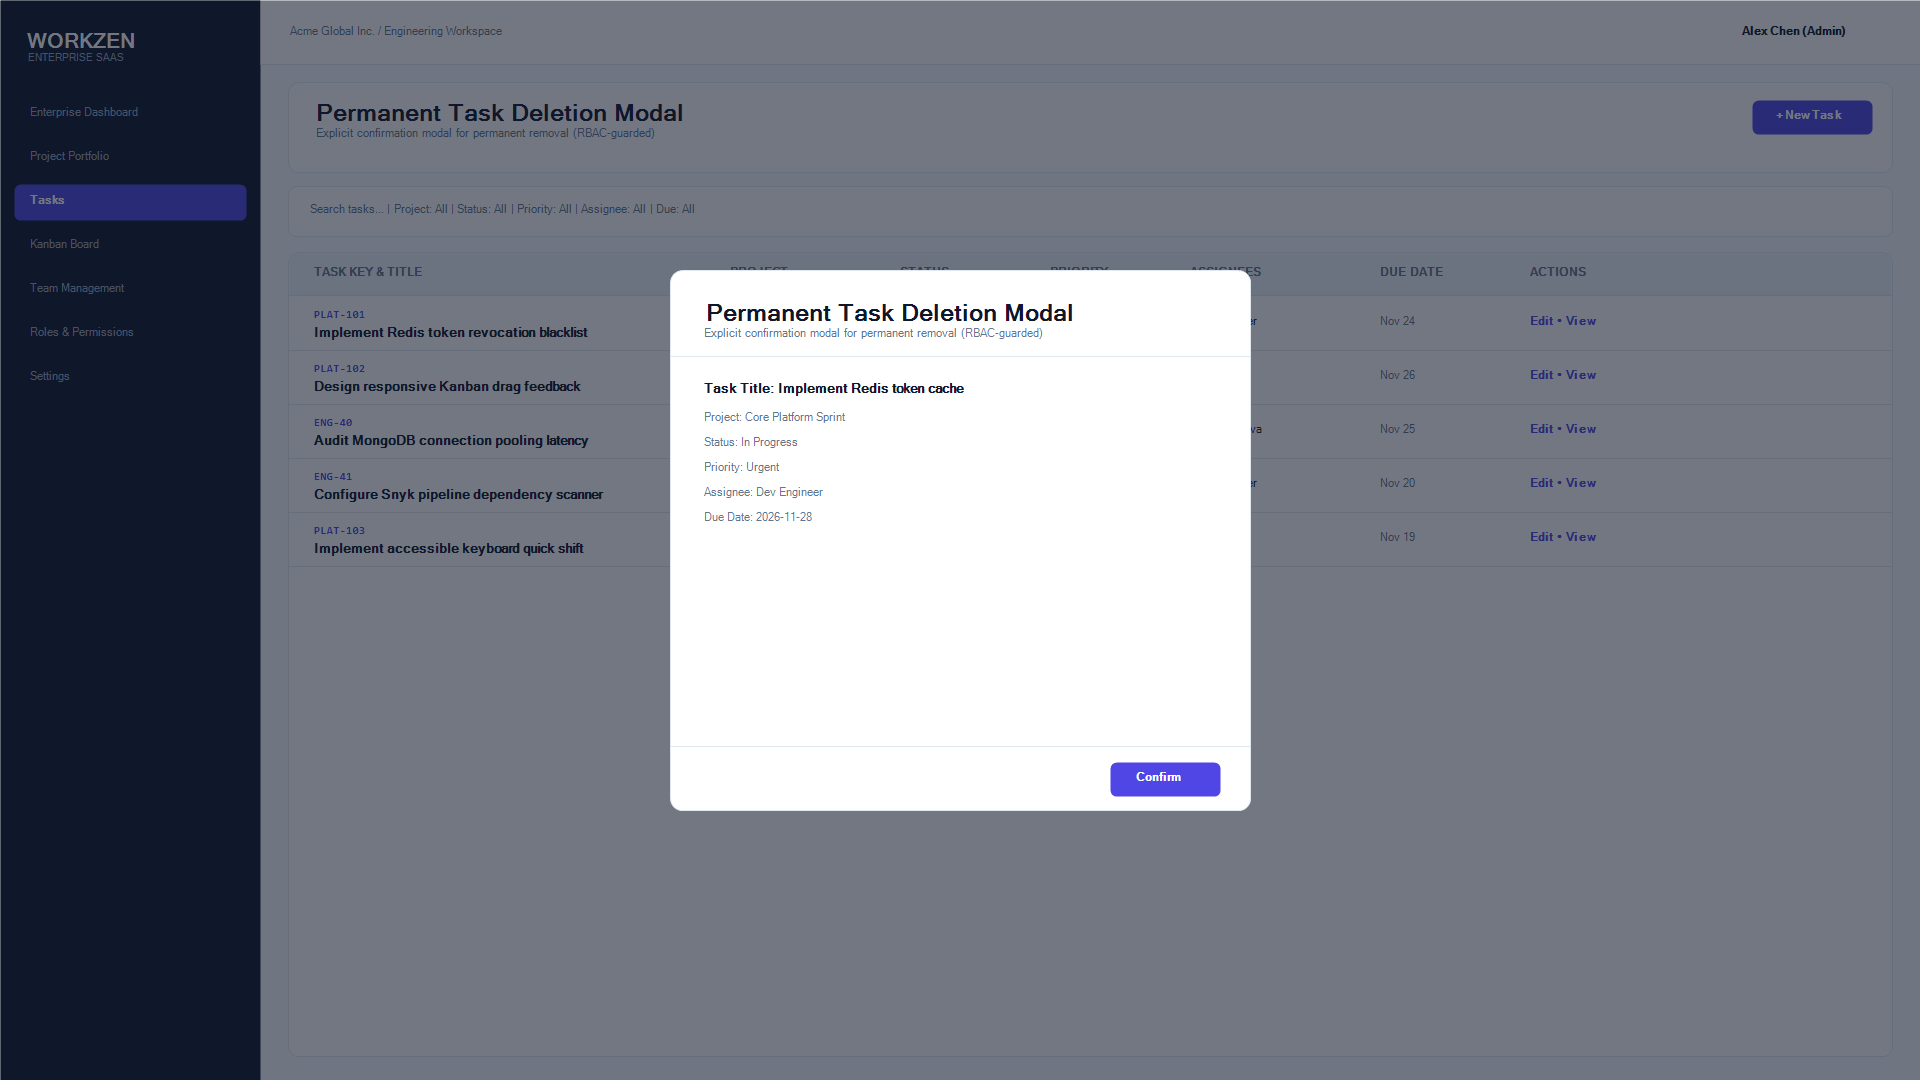 WORKZEN
ENTERPRISE SAAS
Enterprise Dashboard
Project Portfolio
Tasks
Kanban Board
Team Management
Roles & Permissions
Settings
Acme Global Inc. / Engineering Workspace
Alex Chen (Admin)
Permanent Task Deletion Modal
Explicit confirmation modal for permanent removal (RBAC-guarded)
+ New Task
Search tasks... | Project: All | Status: All | Priority: All | Assignee: All | Due: All
TASK KEY & TITLE PROJECT STATUS PRIORITY ASSIGNEES DUE DATE ACTIONS
PLAT-101
Implement Redis token revocation blacklist
Nov 24 Edit • View
PLAT-102
Design responsive Kanban drag feedback
Nov 26 Edit • View
ENG-40
Audit MongoDB connection pooling latency
Nov 25 Edit • View
ENG-41
Configure Snyk pipeline dependency scanner
Nov 20 Edit • View
PLAT-103
Implement accessible keyboard quick shift
Nov 19 Edit • View
Permanent Task Deletion Modal
Explicit confirmation modal for permanent removal (RBAC-guarded)
Task Title: Implement Redis token cache
Project: Core Platform Sprint
Status: In Progress
Priority: Urgent
Assignee: Dev Engineer
Due Date: 2026-11-28
Confirm